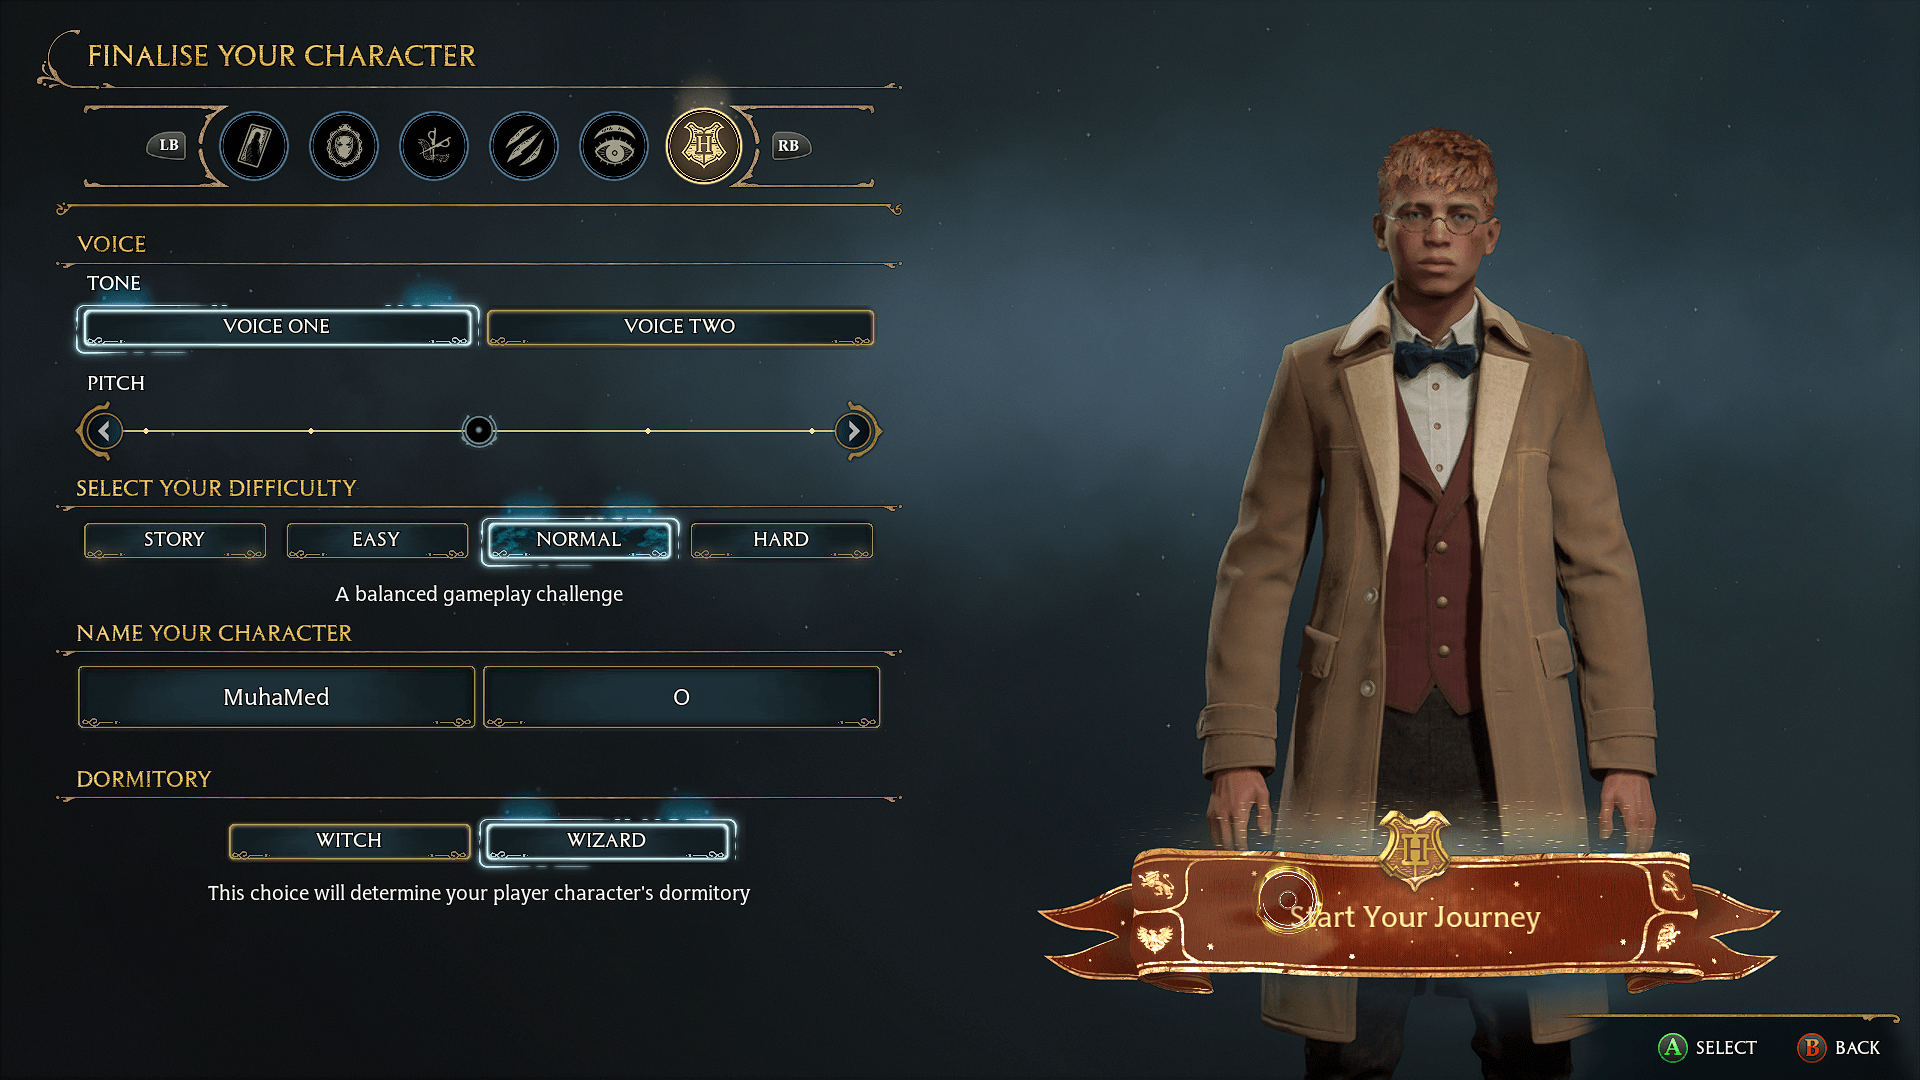 FINALISE YOUR CHARACTER
LB
H
RB
VOICE
TONE
VOICE ONE
VOICE TWO
PITCH
SELECT YOUR DIFFICULTY
STORY
EASY
NORMAL
HARD
A balanced gameplay challenge
NAME YOUR CHARACTER
MuhaMed
O
DORMITORY
WITCH
WIZARD
This choice will determine your player character's dormitory
H
Start Your Journey
A SELECT
B BACK